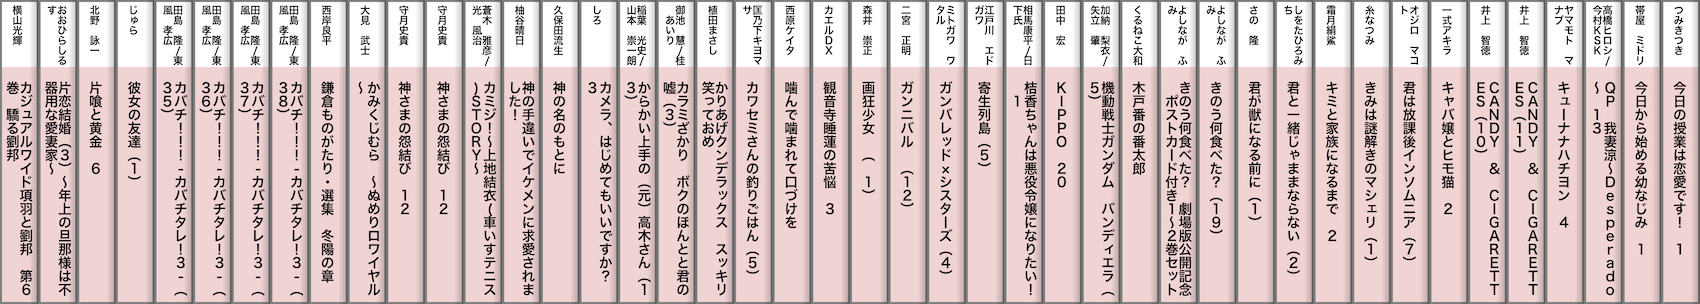 つみきつき
今日の授業は恋愛です！　１
帯屋　ミドリ
今日から始める幼なじみ　１
高橋ヒロシ/
今村KSK
ＱＰ　我妻涼～Ｄｅｓｐｅｒａｄｏ
～　１３
ヤマモト　マ
ナブ
キューナナハチヨン　４
井上　智徳
ＣＡＮＤＹ　＆　ＣＩＧＡＲＥＴＴ
ＥＳ（１１）
井上　智徳
ＣＡＮＤＹ　＆　ＣＩＧＡＲＥＴＴ
ＥＳ（１０）
一式アキラ
キャバ嬢とヒモ猫　２
オジロ　マコ
ト
君は放課後インソムニア（７）
糸なつみ
きみは謎解きのマシェリ（１）
霜月絹鯊
キミと家族になるまで　２
しをたひろみ
ち
君と一緒じゃままならない（２）
さの　隆
君が獣になる前に（１）
よしなが　ふ
み
きのう何食べた？（１９）
よしなが　ふ
み
きのう何食べた？　劇場版公開記念
ポストカード付き１～２巻セット
くるねこ大和
木戸番の番太郎
加納　梨衣/
矢立　肇
機動戦士ガンダム　バンディエラ（
５）
田中　宏
ＫＩＰＰＯ　２０
相馬康平/日
下氏
桔香ちゃんは悪役令嬢になりたい！
１
江戸川　エド
ガワ
寄生列島（５）
ミトガワ　ワ
タル
ガンバレッド×シスターズ（４）
二宮　正明
ガンニバル　（１２）
森井　崇正
画狂少女　（１）
カエルDX
観音寺睡蓮の苦悩　３
西原ケイタ
噛んで噛まれて口づけを
匡乃下キヨマ
サ
カワセミさんの釣りごはん（５）
植田まさし
かりあげクンデラックス　スッキリ
笑っておめ
御池　慧/桂
あいり
カラミざかり　ボクのほんとと君の
嘘（３）
稲葉　光史/
山本　崇一朗
からかい上手の（元）高木さん（１
３）
しろ
カメラ、はじめてもいいですか？
３
久保田流生
神の名のもとに
柚谷晴日
神の手違いでイケメンに求愛されま
した！
蒼木　雅彦/
光風　治
カミジ！～上地結衣～車いすテニス
～ＳＴＯＲＹ～
守月史貴
神さまの怨結び　１２
守月史貴
神さまの怨結び　１２
大見　武士
かみくじむら　～ぬめりロワイヤル
～
西岸良平
鎌倉ものがたり・選集　冬陽の章
田島　隆/東
風　孝広
カバチ！！！－カバチタレ！３－（
３８）
田島　隆/東
風　孝広
カバチ！！！－カバチタレ！３－（
３７）
田島　隆/東
風　孝広
カバチ！！！－カバチタレ！３－（
３６）
田島　隆/東
風　孝広
カバチ！！！－カバチタレ！３－（
３５）
じゅら
彼女の友達（１）
北野　詠一
片喰と黄金　６
おおひらしる
す
片恋結婚（３）～年上の旦那様は不
器用な愛妻家～
横山光輝
カジュアルワイド項羽と劉邦　第６
巻　驕る劉邦